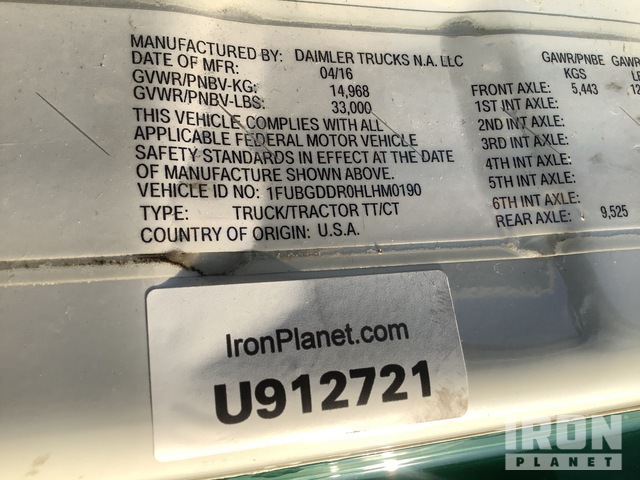 MANUFACTURED BY: DAIMLER TRUCKS N.A. LLC
DATE OF MFR: 04/16
GVWR/PNBV-KG: 14,968
GVWR/PNBV-LBS: 33,000
THIS VEHICLE COMPLIES WITH ALL
APPLICABLE FEDERAL MOTOR VEHICLE
SAFETY STANDARDS IN EFFECT AT THE DATE
OF MANUFACTURE SHOWN ABOVE.
VEHICLE ID NO: 1FUBGDDR0HLHM0190
TYPE: TRUCK/TRACTOR TT/CT
COUNTRY OF ORIGIN: U.S.A.
GAWR/PNBE GAWR
KGS
FRONT AXLE: 5,443
1ST INT AXLE:
2ND INT AXLE:
3RD INT AXLE:
4TH INT AXLE:
5TH INT AXLE:
6TH INT AXLE:
REAR AXLE: 9,525
IronPlanet.com
U912721
IRON
PLANET